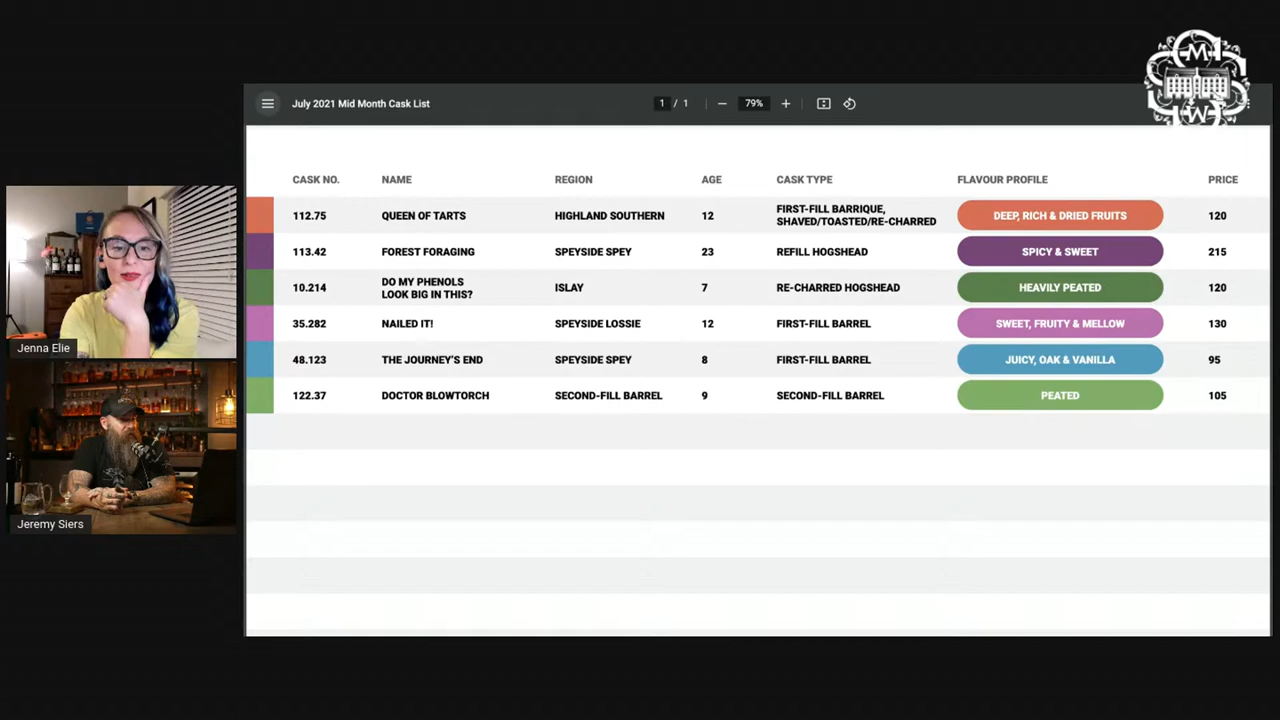 July 2021 Mid Month Cask List
1 / 1
79%
CASK NO. NAME REGION AGE CASK TYPE FLAVOUR PROFILE PRICE
112.75 QUEEN OF TARTS HIGHLAND SOUTHERN 12 FIRST-FILL BARRIQUE, SHAVED/TOASTED/RE-CHARRED DEEP, RICH & DRIED FRUITS 120
113.42 FOREST FORAGING SPEYSIDE SPEY 23 REFILL HOGSHEAD SPICY & SWEET 215
10.214 DO MY PHENOLS LOOK BIG IN THIS? ISLAY 7 RE-CHARRED HOGSHEAD HEAVILY PEATED 120
35.282 NAILED IT! SPEYSIDE LOSSIE 12 FIRST-FILL BARREL SWEET, FRUITY & MELLOW 130
48.123 THE JOURNEY'S END SPEYSIDE SPEY 8 FIRST-FILL BARREL JUICY, OAK & VANILLA 95
122.37 DOCTOR BLOWTORCH SECOND-FILL BARREL 9 SECOND-FILL BARREL PEATED 105
Jenna Elie
Jeremy Siers
M
W